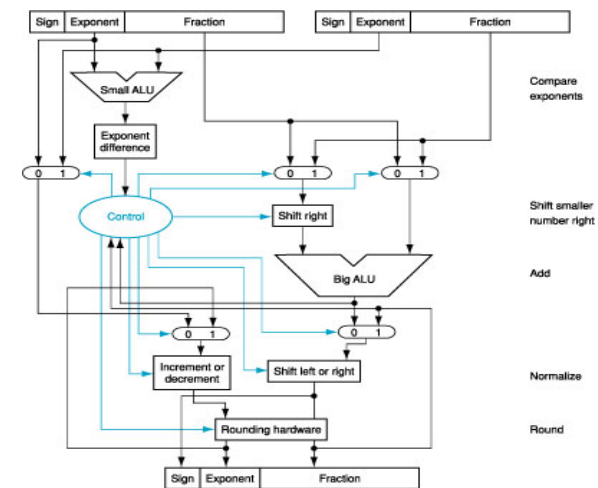 Sign Exponent Fraction Sign Exponent Fraction
Small ALU
Compare
exponents
Exponent
difference
0 1 0 1 0 1
Control
Shift right
Shift smaller
number right
Big ALU
Add
0 1 0 1
Increment or
decrement
Shift left or right
Normalize
Rounding hardware
Round
Sign Exponent Fraction